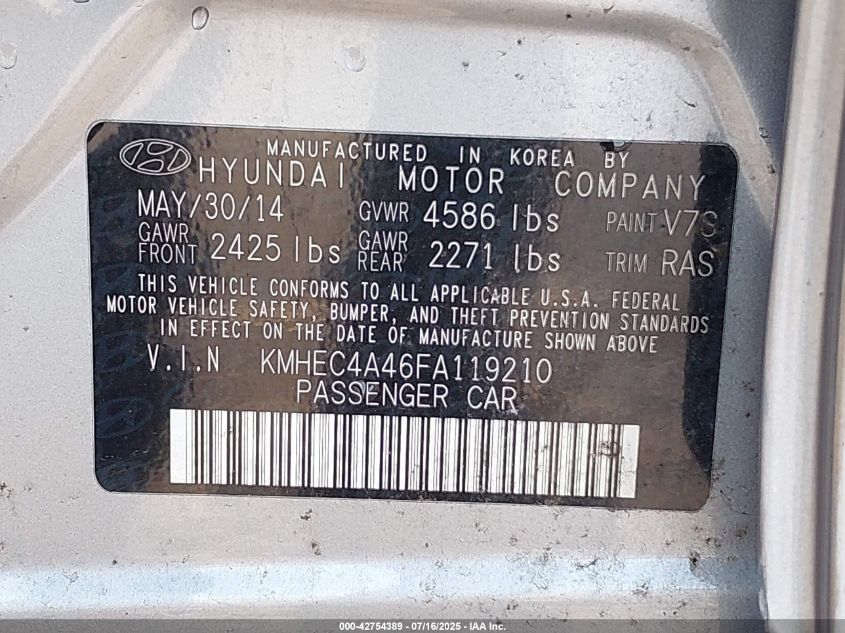 MANUFACTURED IN KOREA BY
HYUNDAI MOTOR COMPANY
MAY/30/14 GVWR 4586 lbs PAINT V7S
GAWR FRONT 2425 lbs GAWR REAR 2271 lbs TRIM RAS
THIS VEHICLE CONFORMS TO ALL APPLICABLE U.S.A. FEDERAL
MOTOR VEHICLE SAFETY, BUMPER, AND THEFT PREVENTION STANDARDS
IN EFFECT ON THE DATE OF MANUFACTURE SHOWN ABOVE
V.I.N KMHEC4A46FA119210
PASSENGER CAR
000-42754389 - 07/16/2025 - IAA Inc.